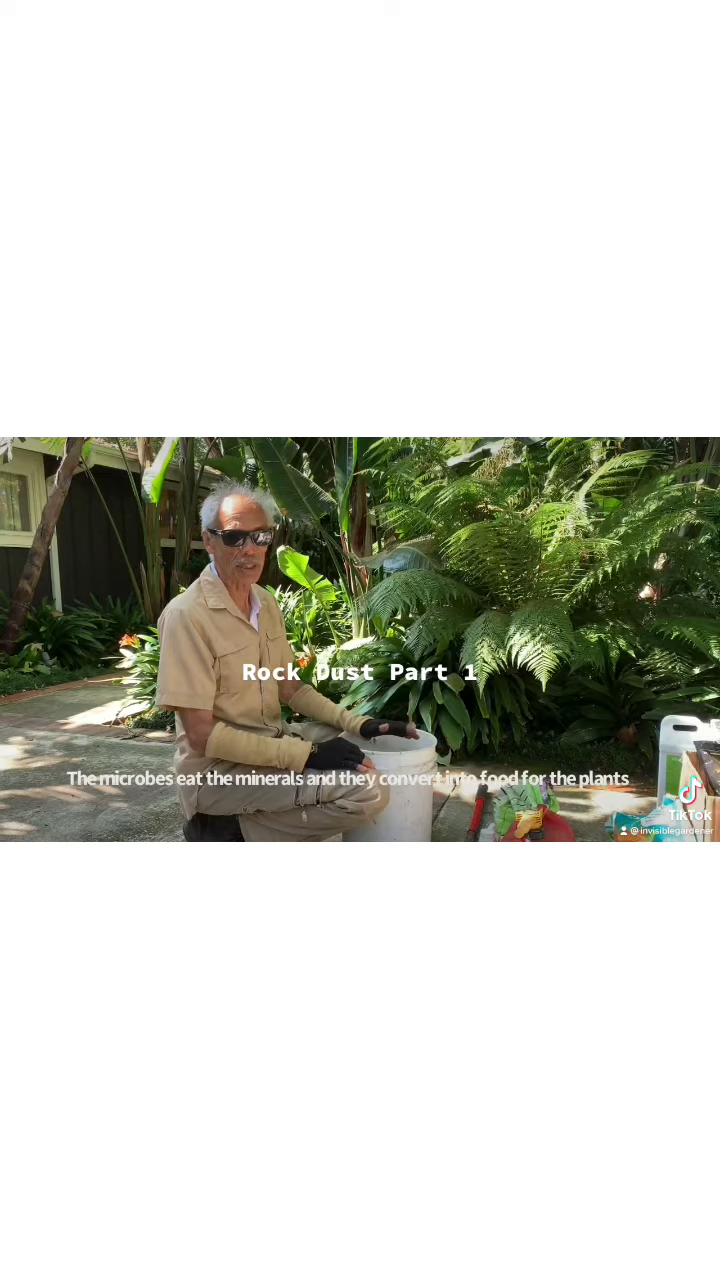 Rock Dust Part 1
The microbes eat the minerals and they convert into food for the plants
TikTok
@invisiblegardener